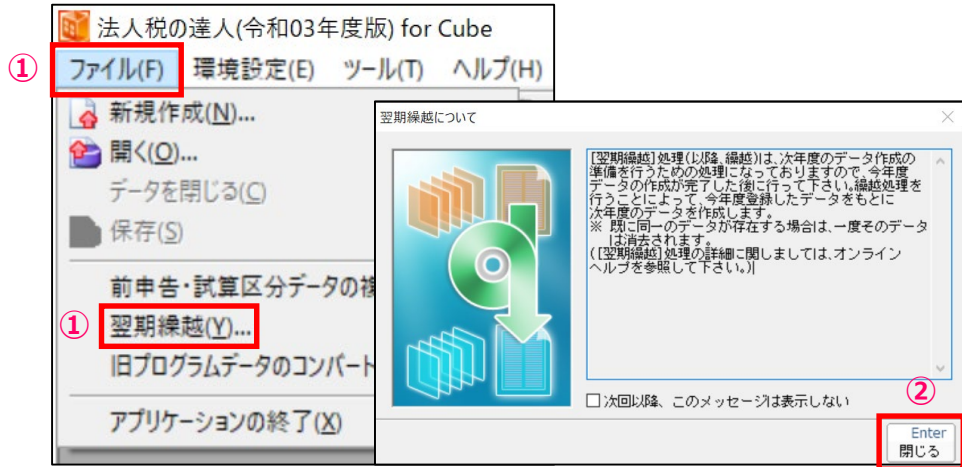 法人税の達人(令和03年度版) for Cube
①
ファイル(F) 環境設定(E) ツール(T) ヘルプ(H)
新規作成(N)...
開く(O)...
データを閉じる(C)
保存(S)
前申告・試算区分データの複
①
翌期繰越(Y)...
旧プログラムデータのコンバート
アプリケーションの終了(X)
翌期繰越について
[翌期繰越]処理(以降、繰越)は、次年度のデータ作成の
準備を行うための処理になっておりますので、今年度
データの作成が完了した後に行って下さい。繰越処理を
行うことによって、今年度登録したデータをもとに
次年度のデータを作成します。
※ 既に同一のデータが存在する場合は、一度そのデータ
は消去されます。
([翌期繰越]処理の詳細に関しましては、オンライン
ヘルプを参照して下さい。)
次回以降、このメッセージは表示しない
②
Enter
閉じる